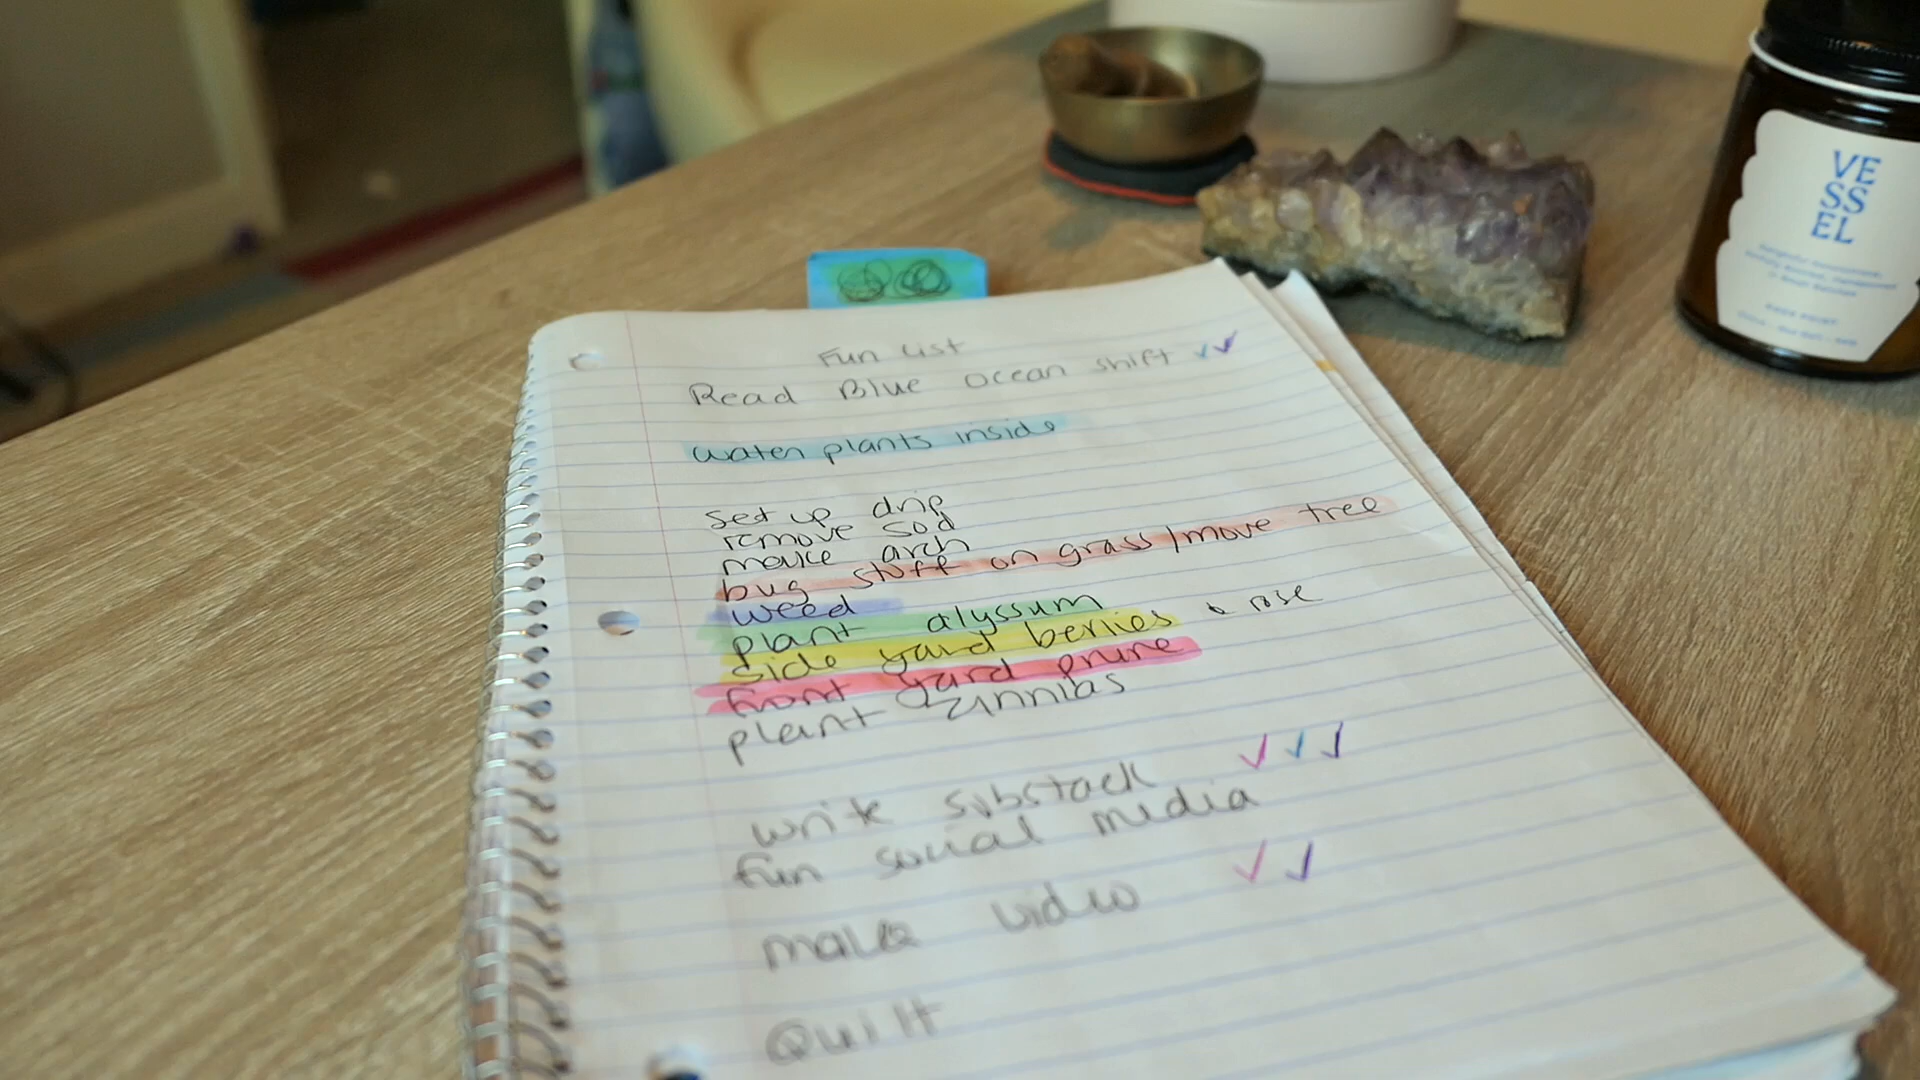 Fun List
Read Blue Ocean Shift ✓✓
water plants inside
set up drip
remove sod
make arch
bug stuff on grass/move tree
weed
plant alyssum
side yard berries & rose
front yard prune
plant zinnias
write substack ✓✓✓
fun social media
make video ✓✓
Quilt
VE
SS
EL